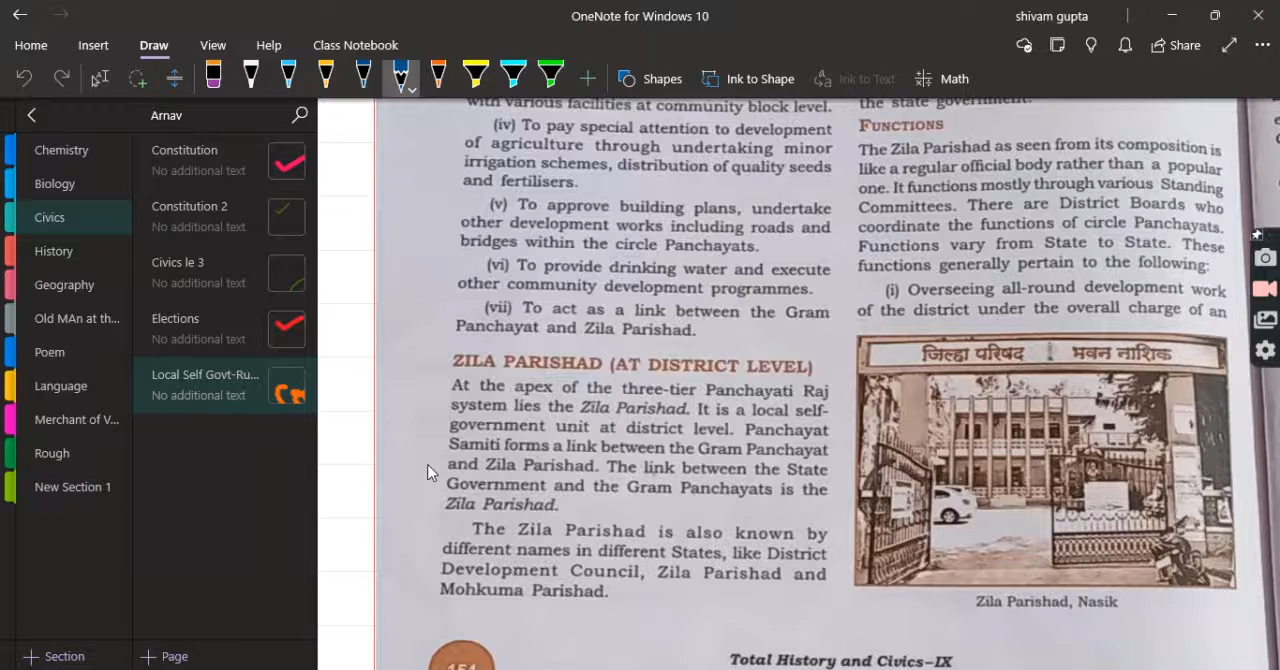 OneNote for Windows 10
shivam gupta
Home
Insert
Draw
View
Help
Class Notebook
Share
Shapes
Ink to Shape
Ink to Text
Math
Arnav
Chemistry
Biology
Civics
History
Geography
Old MAn at th...
Poem
Language
Merchant of V...
Rough
New Section 1
Constitution
No additional text
Constitution 2
No additional text
Civics le 3
No additional text
Elections
No additional text
Local Self Govt-Ru...
No additional text
Section
Page
with various facilities at community block level.
(iv) To pay special attention to development
of agriculture through undertaking minor
irrigation schemes, distribution of quality seeds
and fertilisers.
(v) To approve building plans, undertake
other development works including roads and
bridges within the circle Panchayats.
(vi) To provide drinking water and execute
other community development programmes.
(vii) To act as a link between the Gram
Panchayat and Zila Parishad.
ZILA PARISHAD (AT DISTRICT LEVEL)
At the apex of the three-tier Panchayati Raj
system lies the Zila Parishad. It is a local self-
government unit at district level. Panchayat
Samiti forms a link between the Gram Panchayat
and Zila Parishad. The link between the State
Government and the Gram Panchayats is the
Zila Parishad.
The Zila Parishad is also known by
different names in different States, like District
Development Council, Zila Parishad and
Mohkuma Parishad.
the state government.
FUNCTIONS
The Zila Parishad as seen from its composition is
like a regular official body rather than a popular
one. It functions mostly through various Standing
Committees. There are District Boards who
coordinate the functions of circle Panchayats.
Functions vary from State to State. These
functions generally pertain to the following:
(i) Overseeing all-round development work
of the district under the overall charge of an
जिल्हा परिषद भवन नाशिक
Zila Parishad, Nasik
154
Total History and Civics–IX